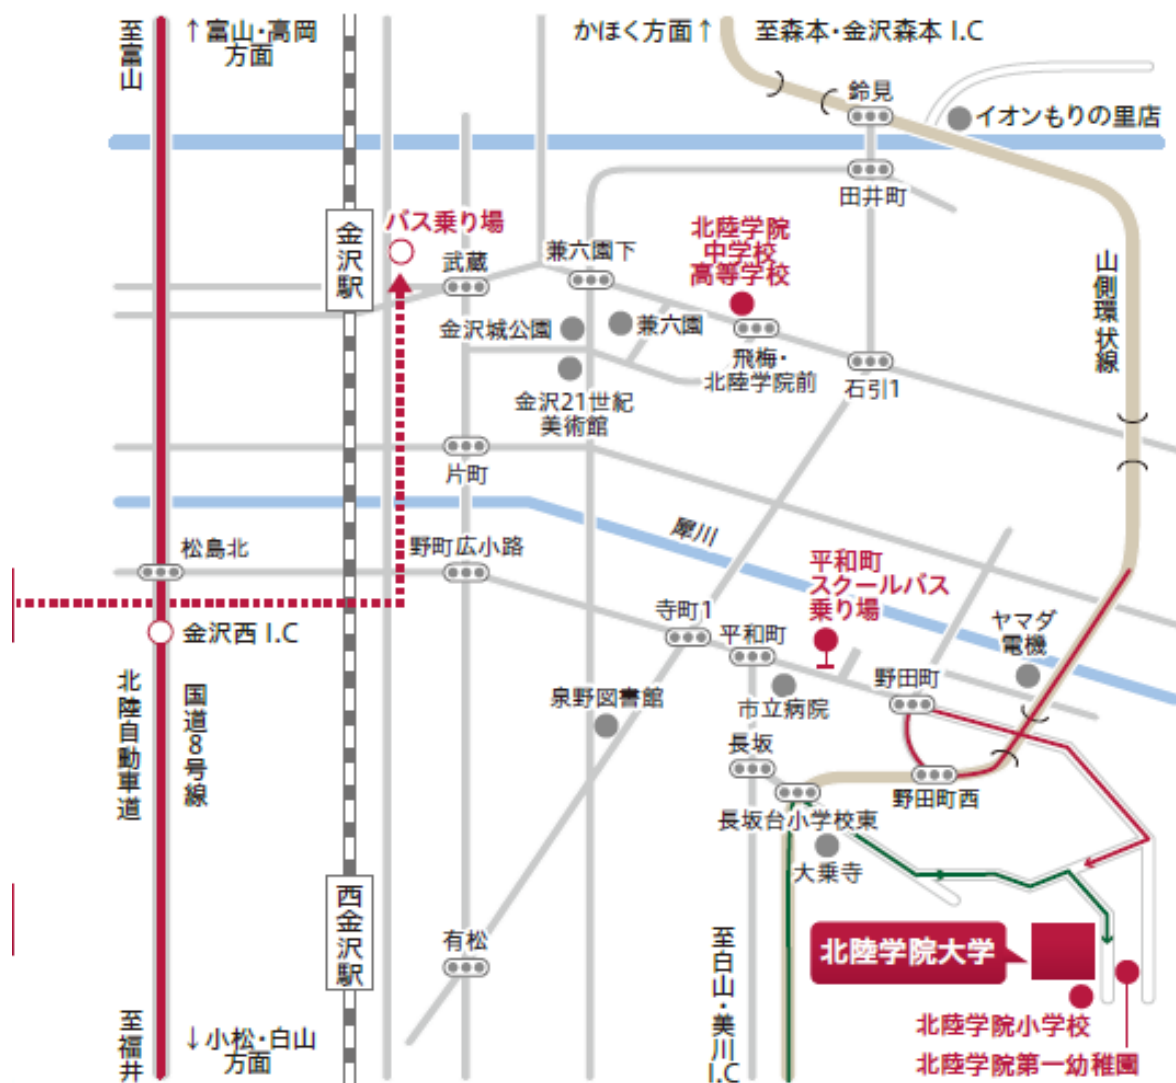 至富山
↑富山・高岡
方面
かほく方面↑
至森本・金沢森本 I.C
鈴見
イオンもりの里店
田井町
金沢駅
バス乗り場
武蔵
兼六園下
北陸学院
中学校
高等学校
山側環状線
金沢城公園
兼六園
飛梅・
北陸学院前
石引1
金沢21世紀
美術館
片町
犀川
松島北
野町広小路
平和町
スクールバス
乗り場
寺町1
平和町
ヤマダ
電機
金沢西 I.C
北陸自動車道
国道8号線
泉野図書館
市立病院
野田町
長坂
野田町西
長坂台小学校東
大乗寺
西金沢駅
有松
至白山・美川I.C
北陸学院大学
北陸学院小学校
北陸学院第一幼稚園
至福井
↓小松・白山
方面